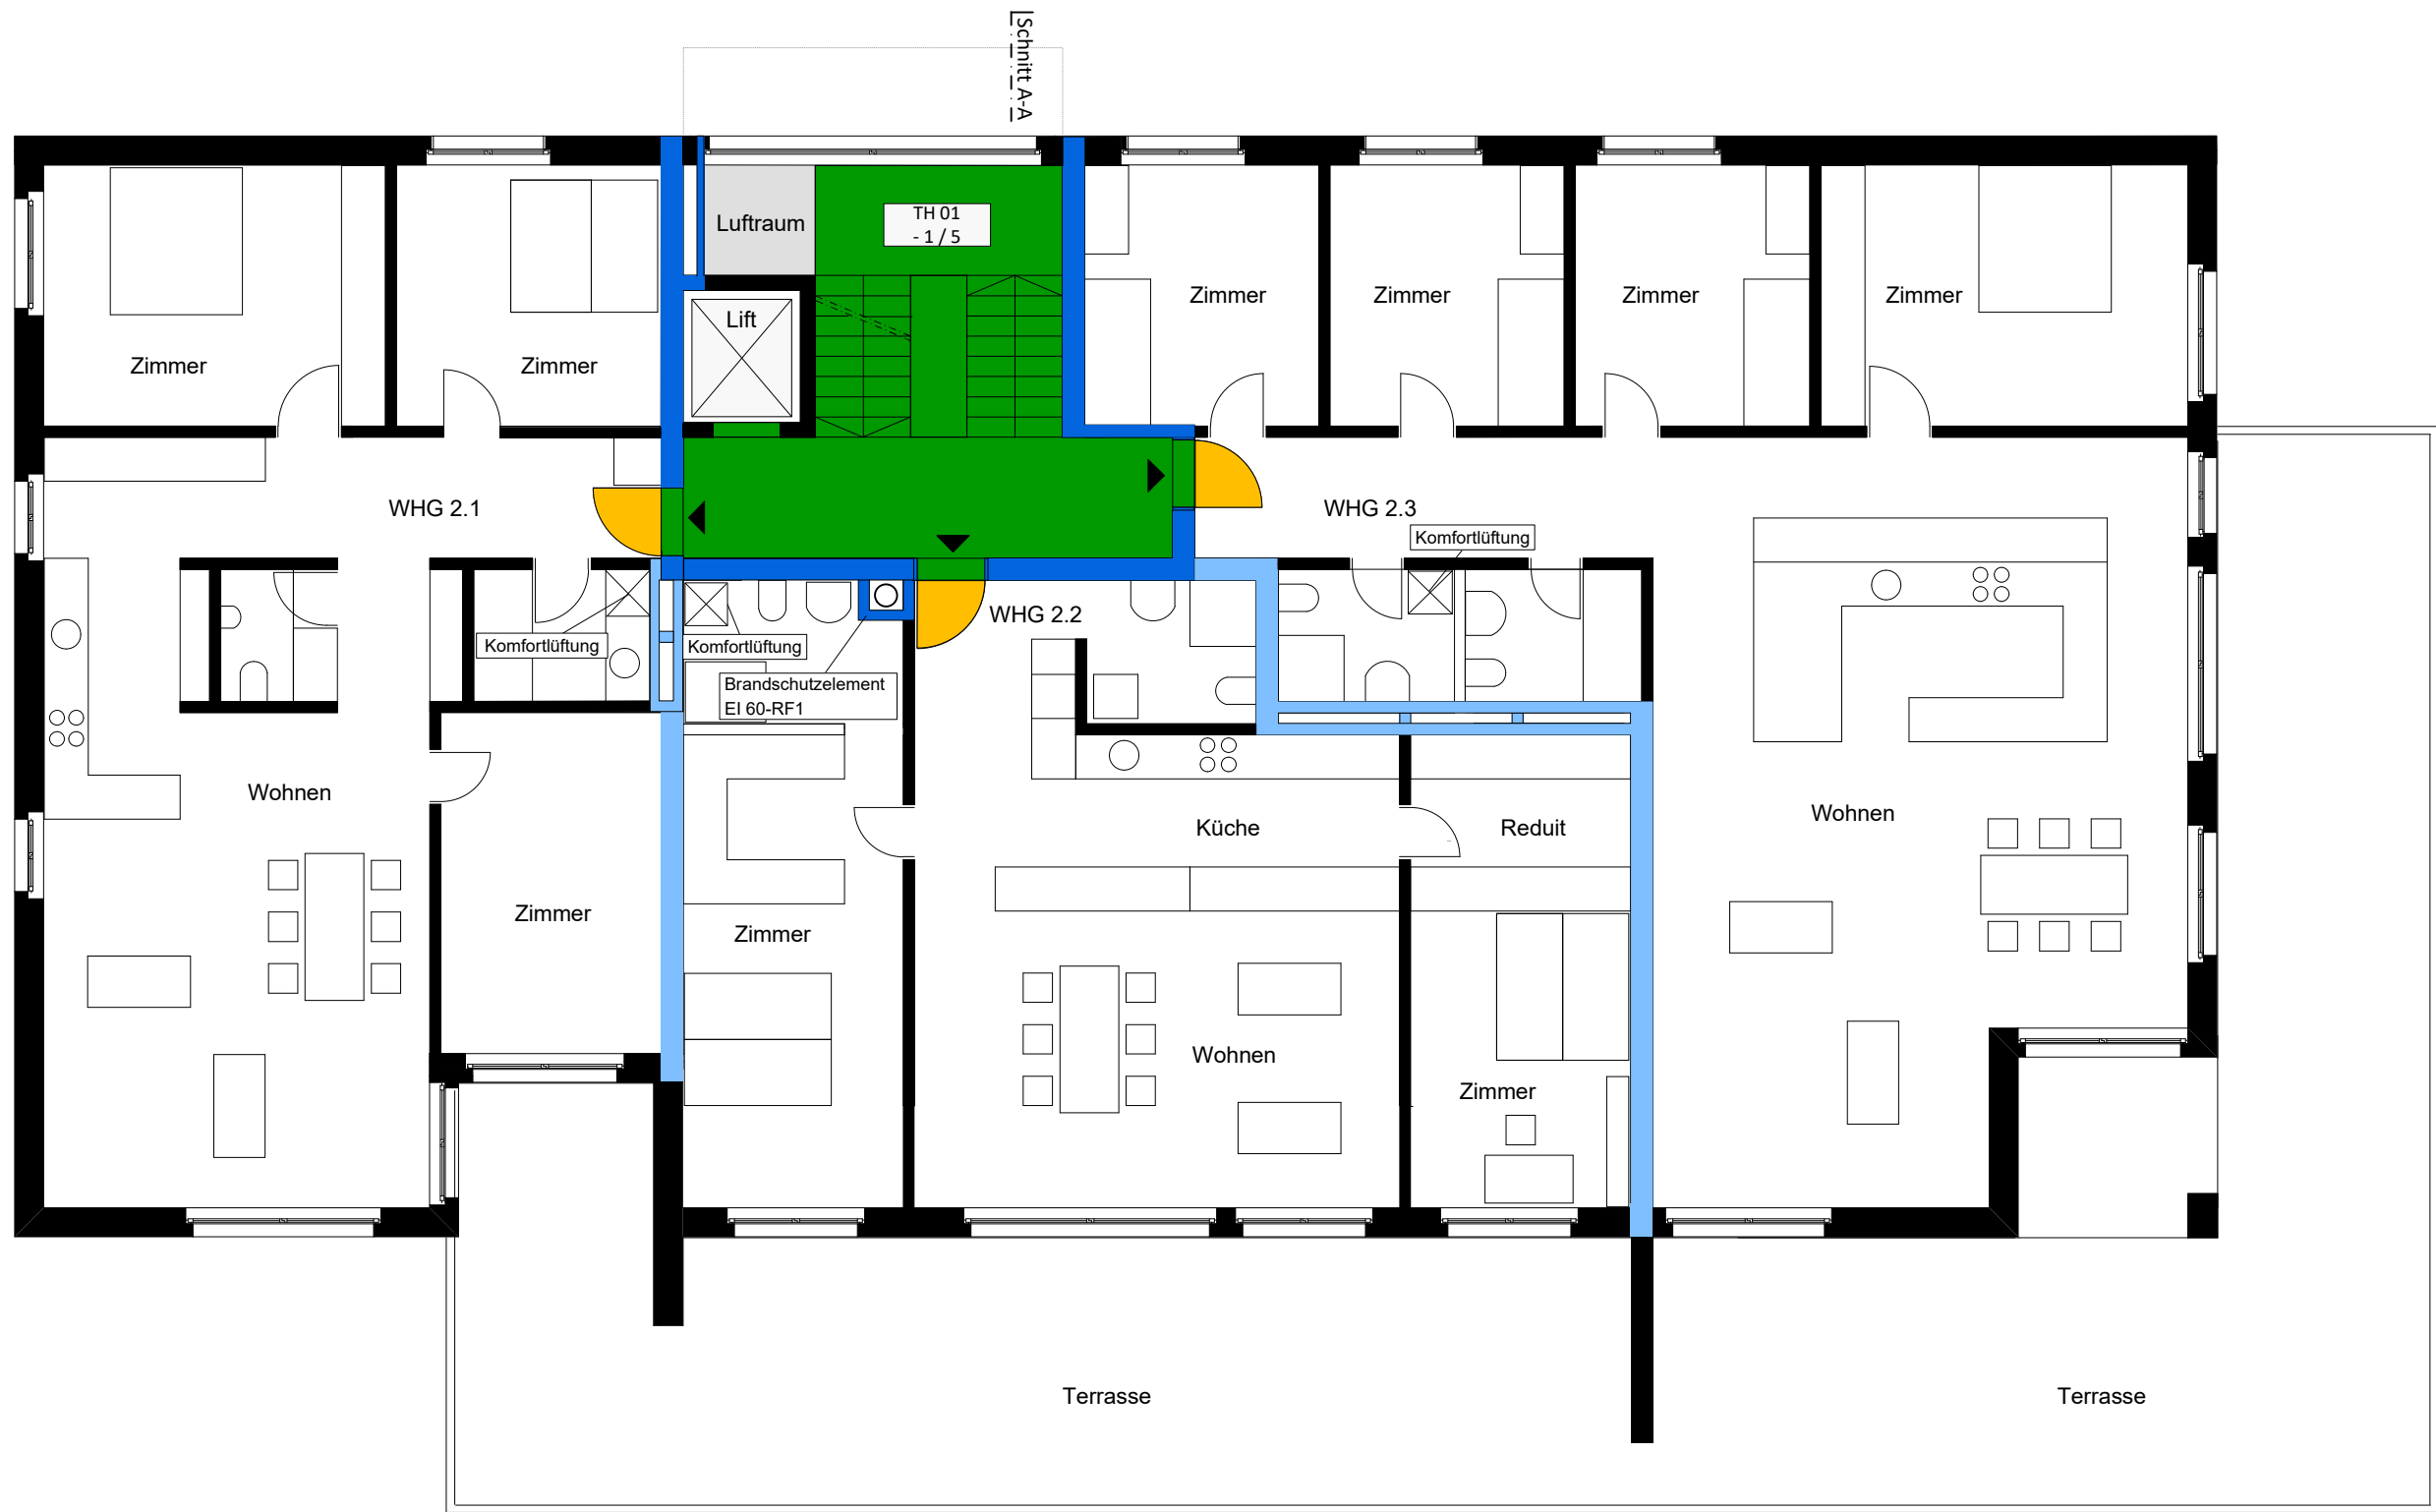 Schnitt A-A
Luftraum
TH 01
- 1 / 5
Lift
Zimmer
Zimmer
Zimmer
Zimmer
Zimmer
Zimmer
WHG 2.1
WHG 2.3
Komfortlüftung
WHG 2.2
Komfortlüftung
Komfortlüftung
Brandschutzelement
EI 60-RF1
Wohnen
Küche
Reduit
Wohnen
Zimmer
Zimmer
Wohnen
Zimmer
Terrasse
Terrasse